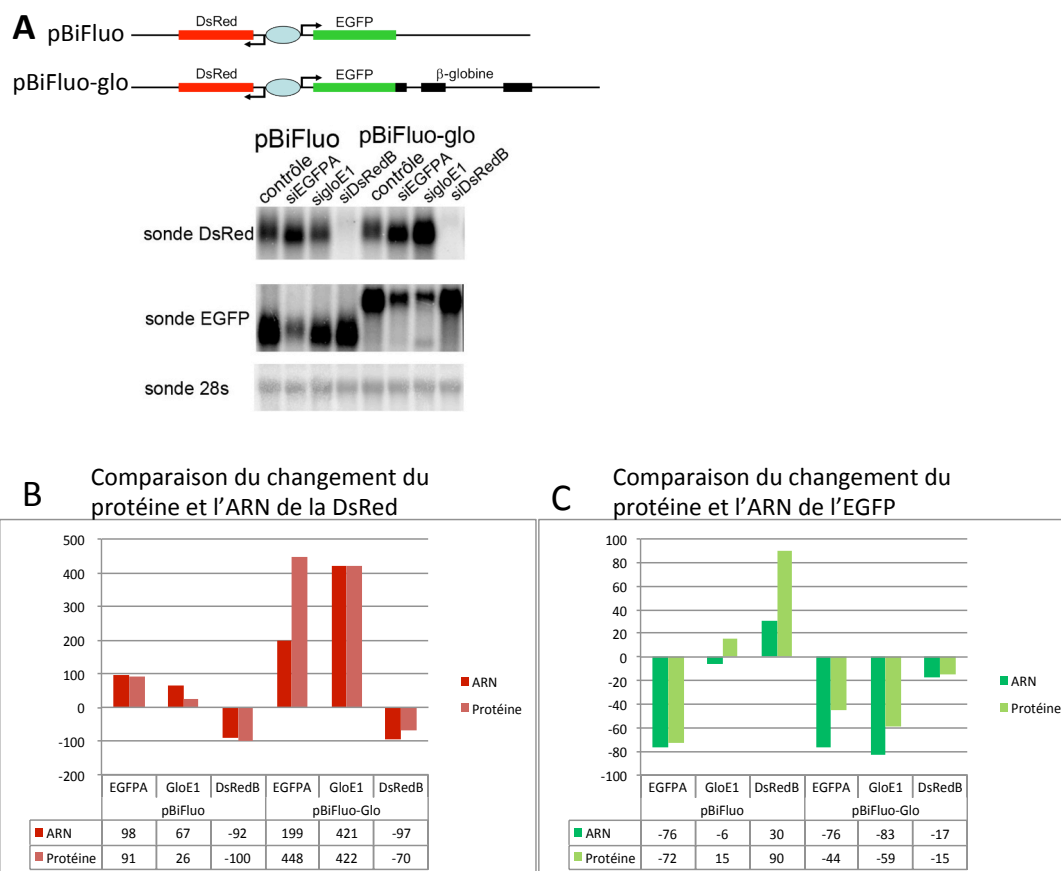 A
pBiFluo
DsRed
EGFP
pBiFluo-glo
DsRed
EGFP
β-globine
pBiFluo pBiFluo-glo
contrôle siEGFPA sigloE1 siDsRedB contrôle siEGFPA sigloE1 siDsRedB
sonde DsRed
sonde EGFP
sonde 28s
B
Comparaison du changement du
protéine et l'ARN de la DsRed
500
400
300
200
100
0
-100
-200
ARN
Protéine
EGFPA GloE1 DsRedB EGFPA GloE1 DsRedB
pBiFluo pBiFluo-Glo
ARN 98 67 -92 199 421 -97
Protéine 91 26 -100 448 422 -70
C
Comparaison du changement du
protéine et l'ARN de l'EGFP
100
80
60
40
20
0
-20
-40
-60
-80
-100
ARN
Protéine
EGFPA GloE1 DsRedB EGFPA GloE1 DsRedB
pBiFluo pBiFluo-Glo
ARN -76 -6 30 -76 -83 -17
Protéine -72 15 90 -44 -59 -15